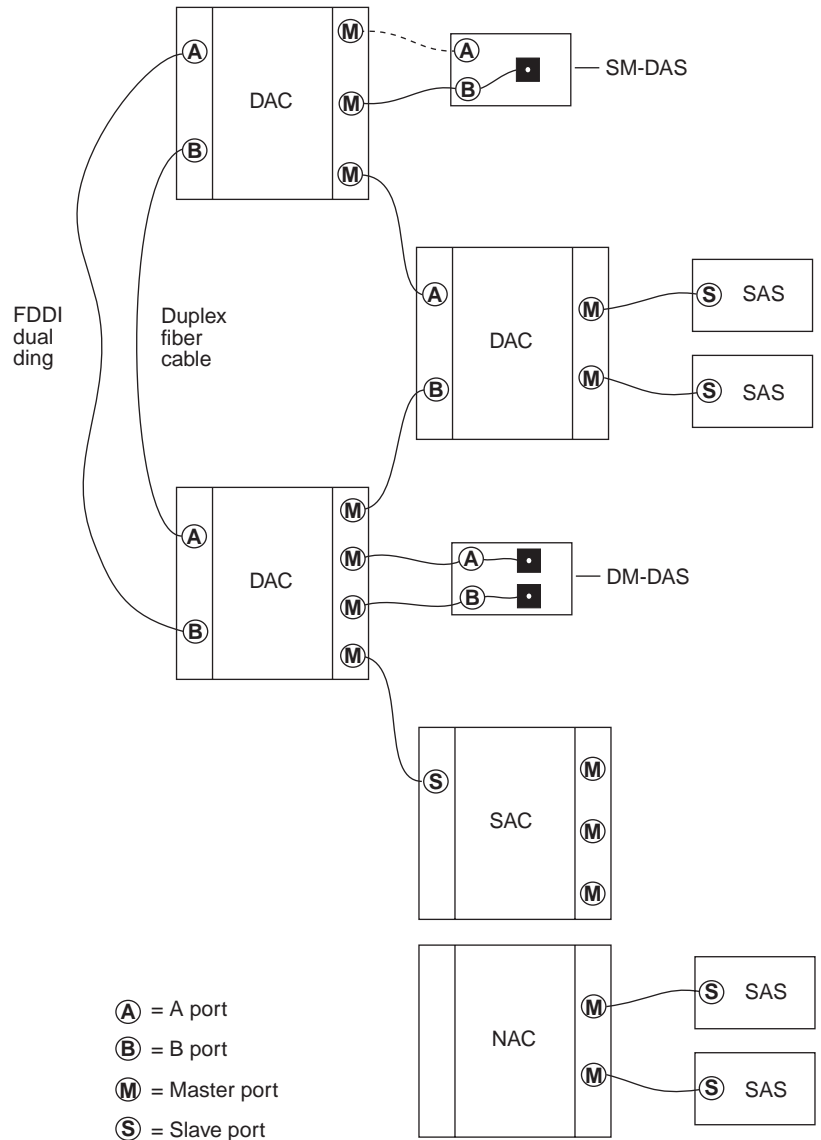 M
A
A
SM-DAS
B
DAC
M
B
M
FDDI
dual
ding
Duplex
fiber
cable
A
DAC
M
S
SAS
M
S
SAS
B
A
DAC
M
M
A
DM-DAS
M
B
B
M
S
SAC
M
M
M
NAC
M
S
SAS
M
S
SAS
A = A port
B = B port
M = Master port
S = Slave port